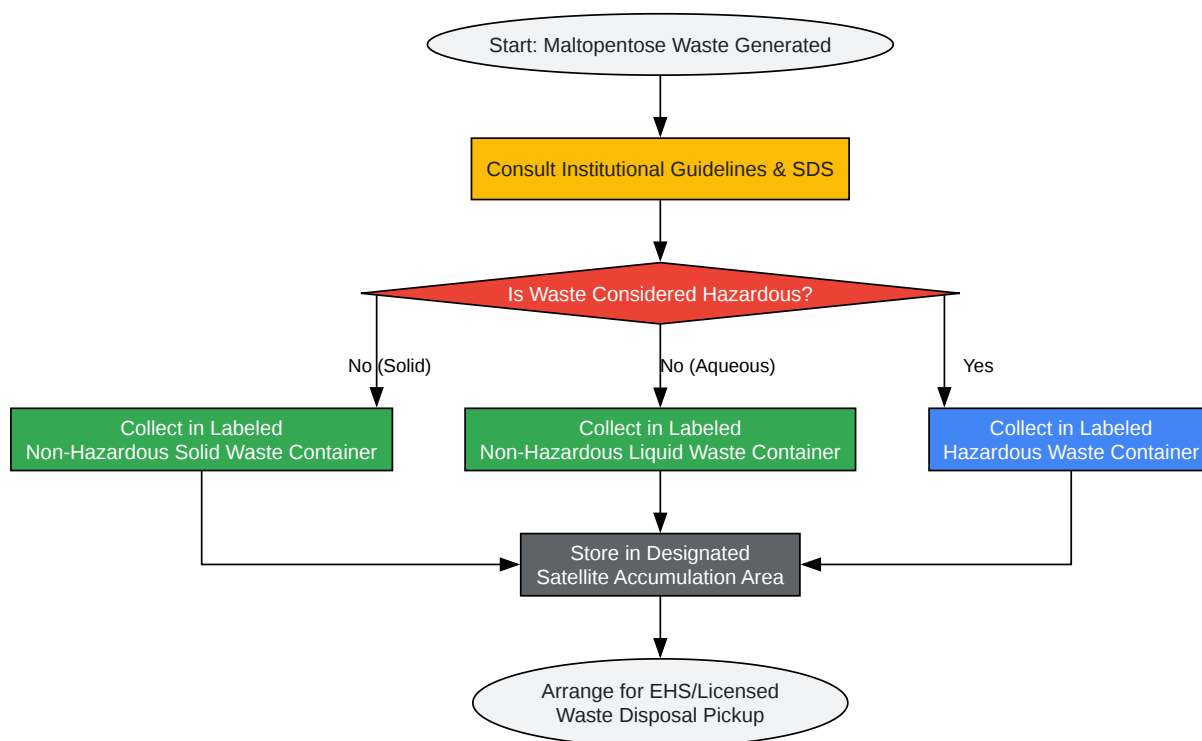 Start: Maltopentose Waste Generated
Consult Institutional Guidelines & SDS
Is Waste Considered Hazardous?
No (Solid)
No (Aqueous)
Yes
Collect in Labeled
Non-Hazardous Solid Waste Container
Collect in Labeled
Non-Hazardous Liquid Waste Container
Collect in Labeled
Hazardous Waste Container
Store in Designated
Satellite Accumulation Area
Arrange for EHS/Licensed
Waste Disposal Pickup